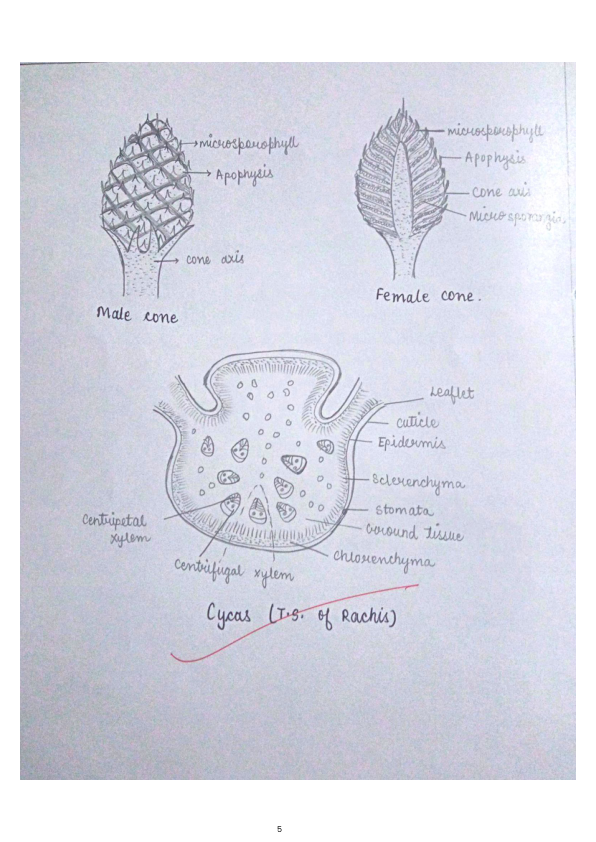 microsporophyll
Apophysis
cone axis
Male cone
microsporophyll
Apophysis
cone axis
Microsporangia.
Female cone.
Leaflet
cuticle
Epidermis
Sclerenchyma
stomata
Ground tissue
chlorenchyma
Centripetal
xylem
Centrifugal xylem
Cycas (T.S. of Rachis)
5